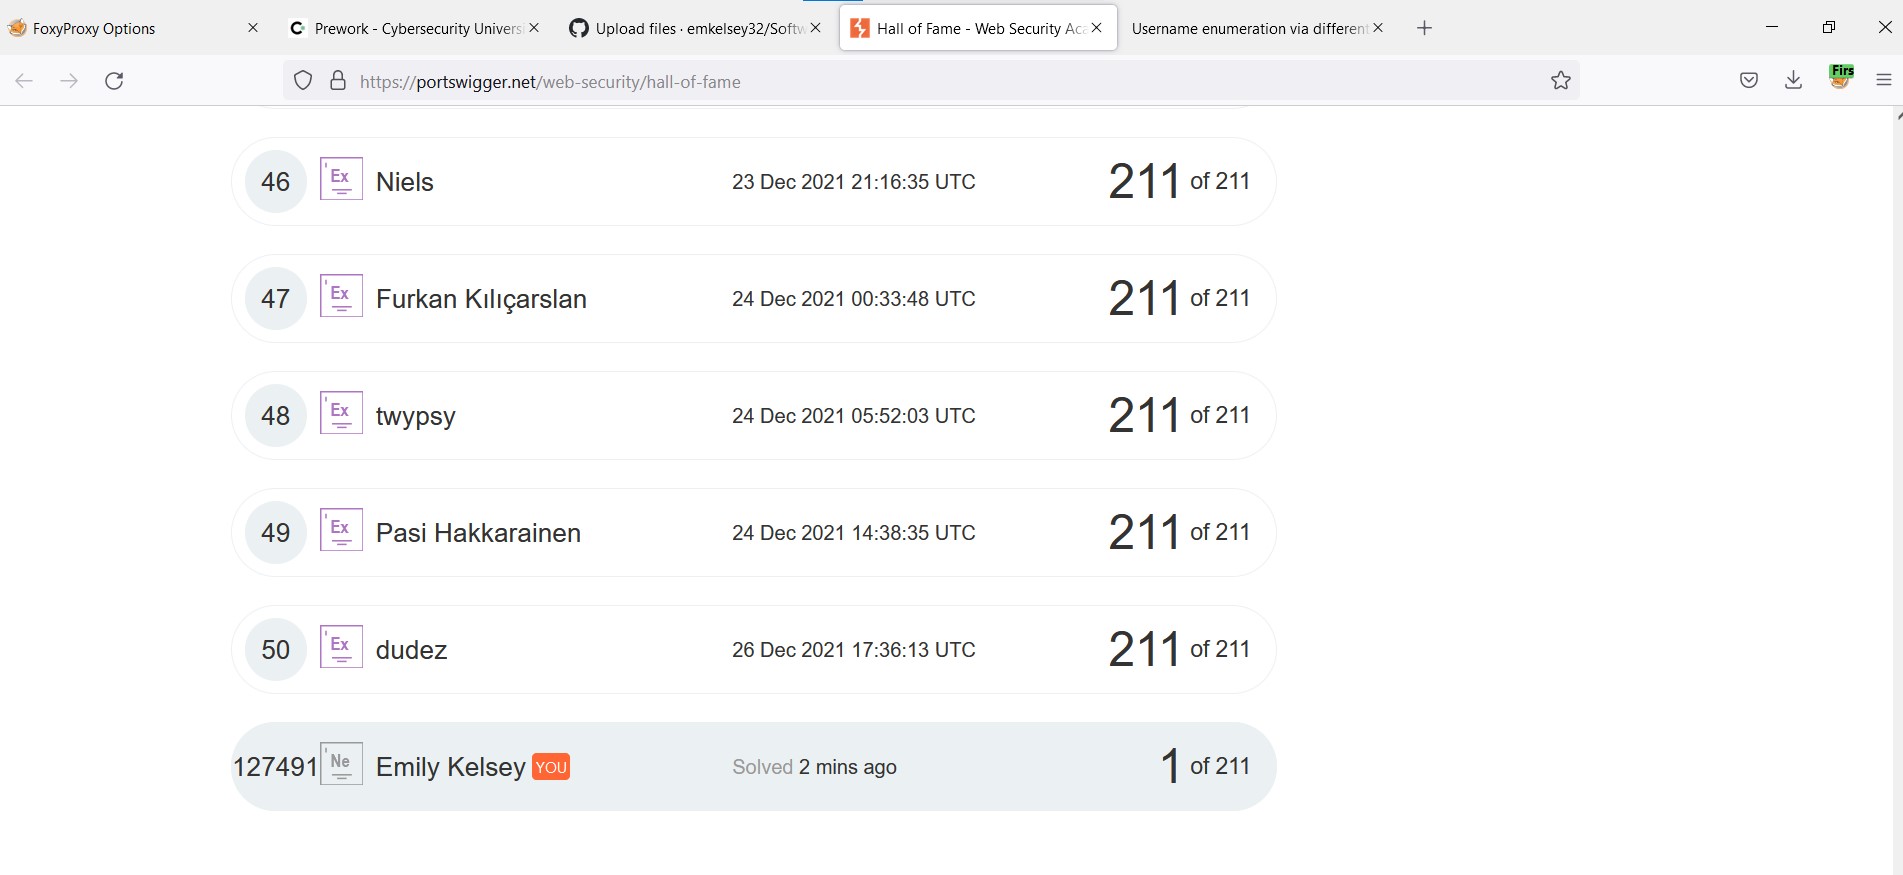 FoxyProxy Options
Prework - Cybersecurity Univers
Upload files · emkelsey32/Softw
Hall of Fame - Web Security Aca
Username enumeration via different
https://portswigger.net/web-security/hall-of-fame
Firs
46 Ex Niels 23 Dec 2021 21:16:35 UTC 211 of 211
47 Ex Furkan Kılıçarslan 24 Dec 2021 00:33:48 UTC 211 of 211
48 Ex twypsy 24 Dec 2021 05:52:03 UTC 211 of 211
49 Ex Pasi Hakkarainen 24 Dec 2021 14:38:35 UTC 211 of 211
50 Ex dudez 26 Dec 2021 17:36:13 UTC 211 of 211
127491 Ne Emily Kelsey YOU Solved 2 mins ago 1 of 211